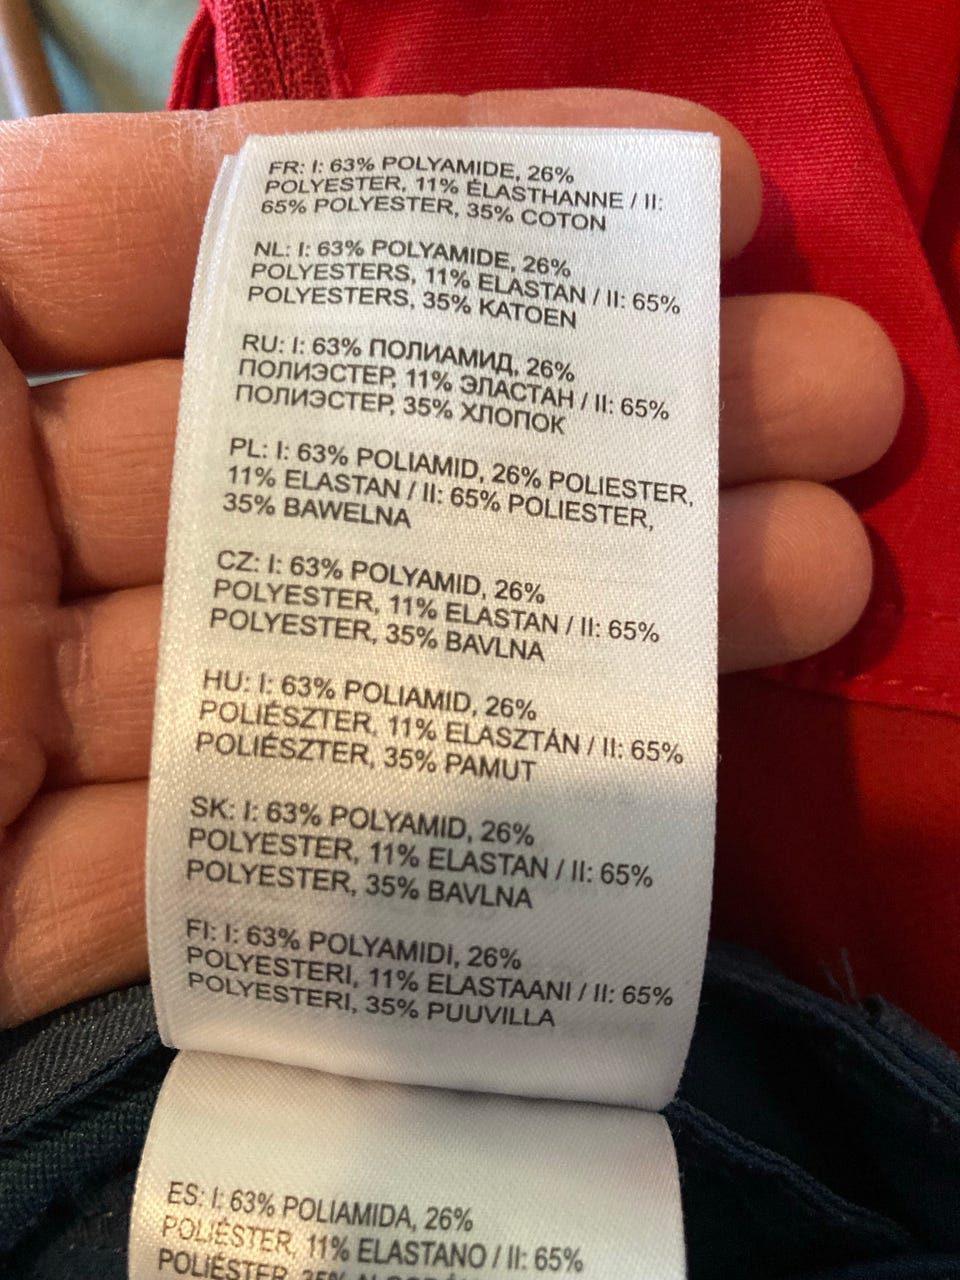 FR: I: 63% POLYAMIDE, 26%
POLYESTER, 11% ÉLASTHANNE / II:
65% POLYESTER, 35% COTON
NL: I: 63% POLYAMIDE, 26%
POLYESTERS, 11% ELASTAN / II: 65%
POLYESTERS, 35% KATOEN
RU: I: 63% ПОЛИАМИД, 26%
ПОЛИЭСТЕР, 11% ЭЛАСТАН / II: 65%
ПОЛИЭСТЕР, 35% ХЛОПОК
PL: I: 63% POLIAMID, 26% POLIESTER,
11% ELASTAN / II: 65% POLIESTER,
35% BAWELNA
CZ: I: 63% POLYAMID, 26%
POLYESTER, 11% ELASTAN / II: 65%
POLYESTER, 35% BAVLNA
HU: I: 63% POLIAMID, 26%
POLIÉSZTER, 11% ELASZTÁN / II: 65%
POLIÉSZTER, 35% PAMUT
SK: I: 63% POLYAMID, 26%
POLYESTER, 11% ELASTAN / II: 65%
POLYESTER, 35% BAVLNA
FI: I: 63% POLYAMIDI, 26%
POLYESTERI, 11% ELASTAANI / II: 65%
POLYESTERI, 35% PUUVILLA
ES: I: 63% POLIAMIDA, 26%
POLIÉSTER, 11% ELASTANO / II: 65%
POLIÉSTER, 35%